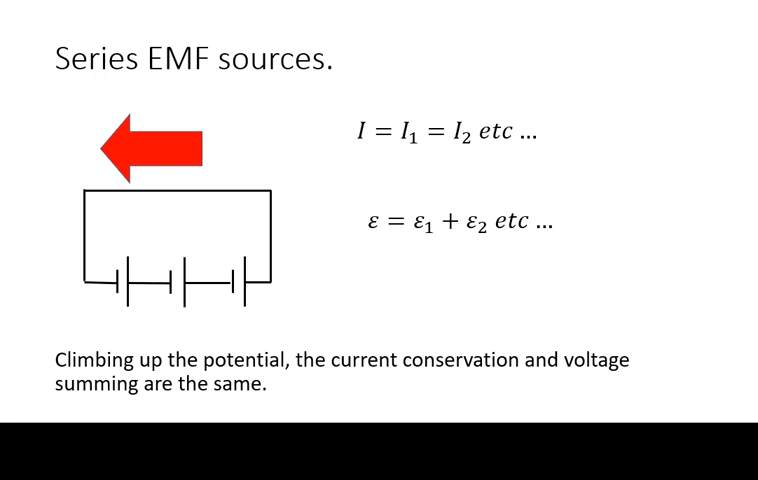 Series EMF sources.
I = I₁ = I₂ etc ...
ε = ε₁ + ε₂ etc ...
Climbing up the potential, the current conservation and voltage
summing are the same.